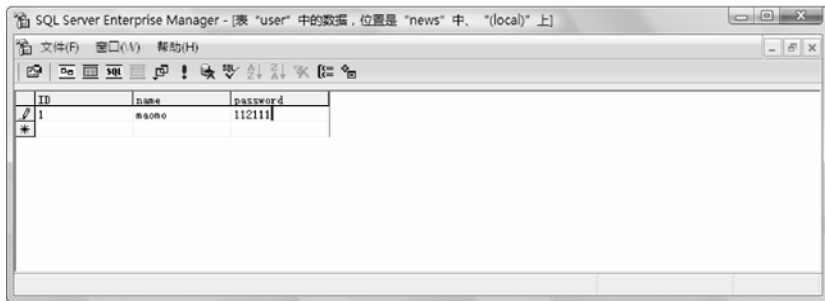 SQL Server Enterprise Manager - [表“user”中的数据，位置是“news”中、“(local)”上]
文件(F) 窗口(W) 帮助(H)
SQL
ID name password
1 maomo 112111